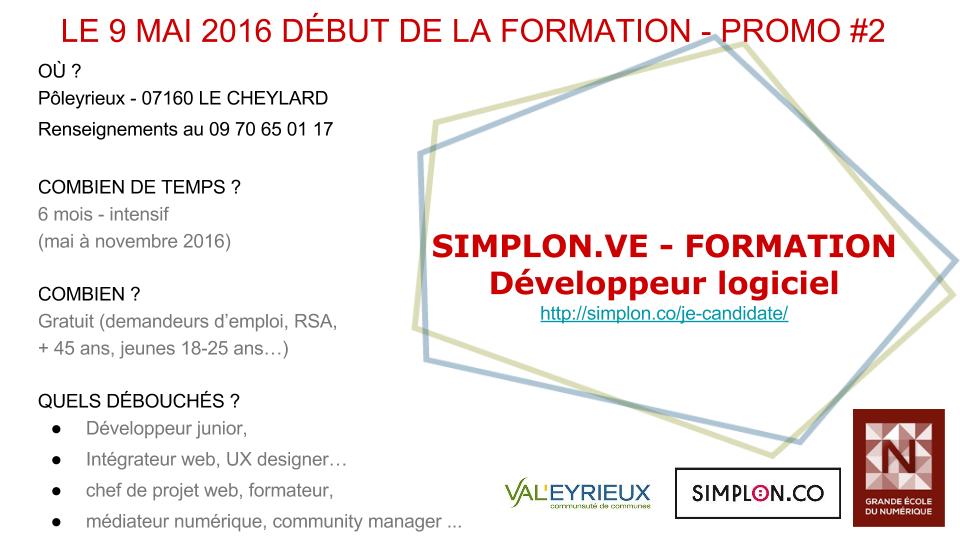 LE 9 MAI 2016 DÉBUT DE LA FORMATION - PROMO #2
OÙ ?
Pôleyrieux - 07160 LE CHEYLARD
Renseignements au 09 70 65 01 17
COMBIEN DE TEMPS ?
6 mois - intensif
(mai à novembre 2016)
COMBIEN ?
Gratuit (demandeurs d’emploi, RSA,
+ 45 ans, jeunes 18-25 ans…)
QUELS DÉBOUCHÉS ?
● Développeur junior,
● Intégrateur web, UX designer…
● chef de projet web, formateur,
● médiateur numérique, community manager ...
SIMPLON.VE - FORMATION
Développeur logiciel
http://simplon.co/je-candidate/
VAL'EYRIEUX
communauté de communes
SIMPLON.CO
N
GRANDE ÉCOLE
DU NUMÉRIQUE